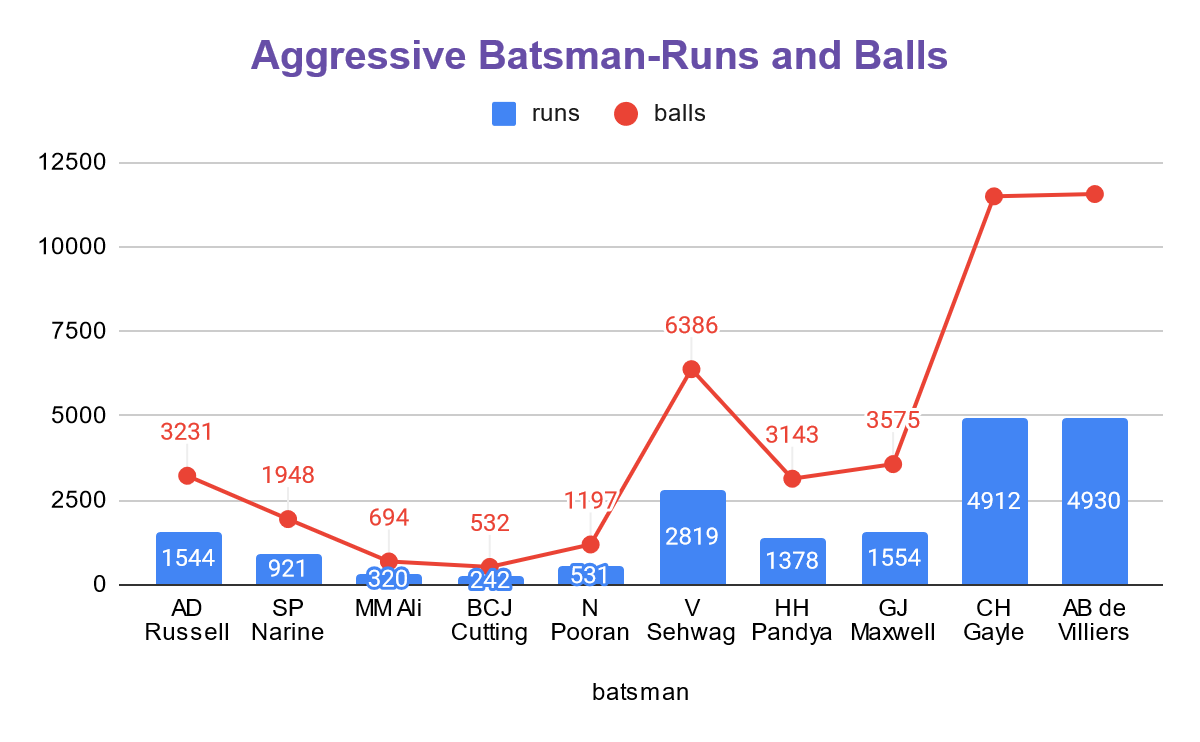 Aggressive Batsman-Runs and Balls
runs balls
12500
10000
7500
5000
2500
0
3231
1948
694
532
1197
6386
3143
3575
1544
921
320
242
531
2819
1378
1554
4912
4930
AD Russell
SP Narine
MM Ali
BCJ Cutting
N Pooran
V Sehwag
HH Pandya
GJ Maxwell
CH Gayle
AB de Villiers
batsman